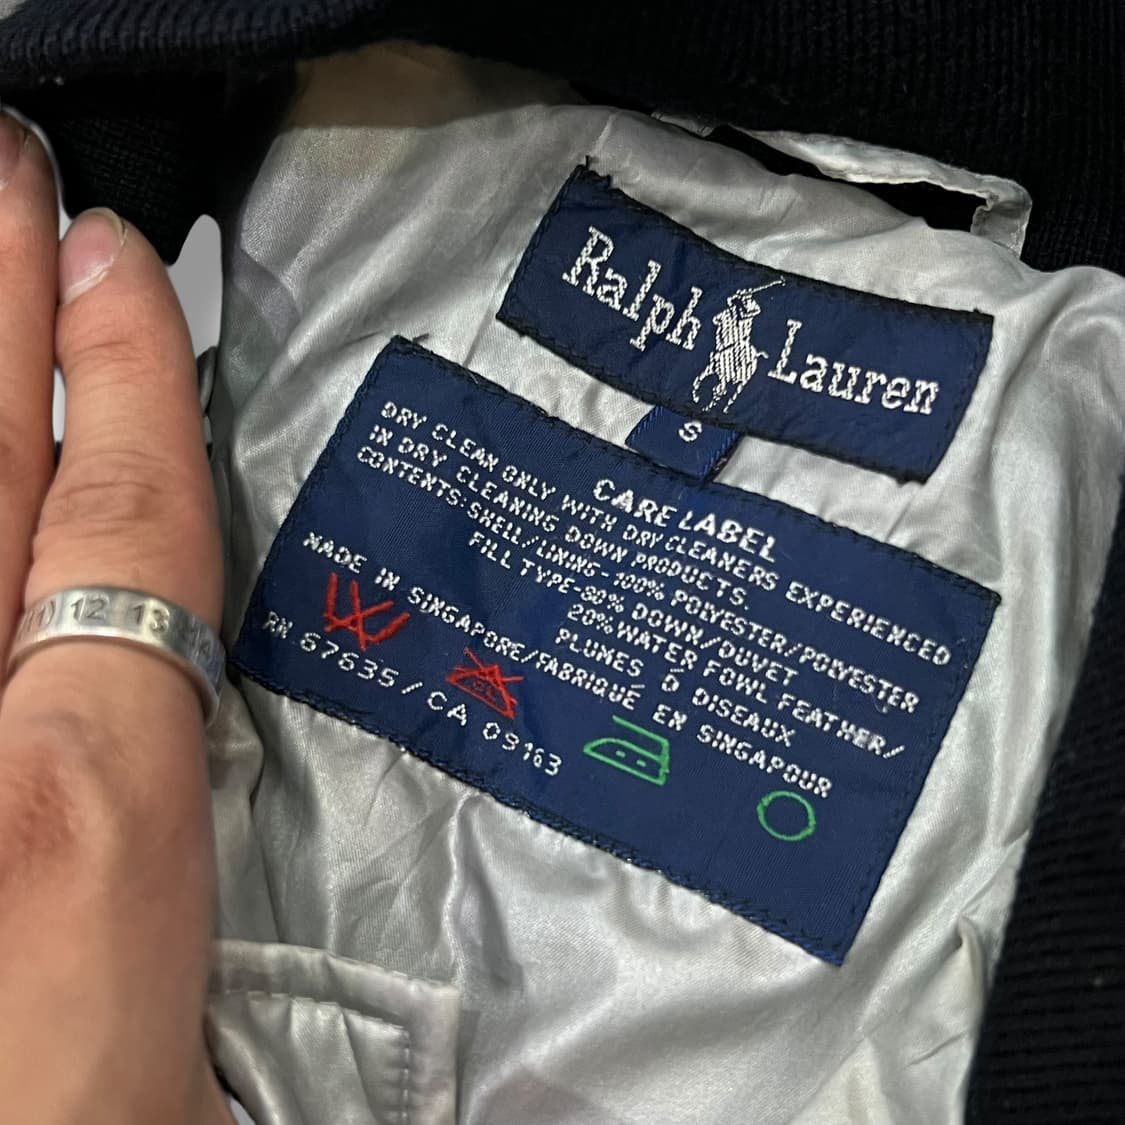 Ralph Lauren
S
CARE LABEL
DRY CLEAN ONLY WITH DRY CLEANERS EXPERIENCED
IN DRY CLEANING DOWN PRODUCTS.
CONTENTS:SHELL/LINING-100% POLYESTER/POLYESTER
FILL TYPE-80% DOWN/DUVET
20% WATER FOWL FEATHER/
PLUMES D́ OISEAUX
MADE IN SINGAPORE/FABRIQUÉ EN SINGAPOUR
RN.67635/CA 09163
12 13